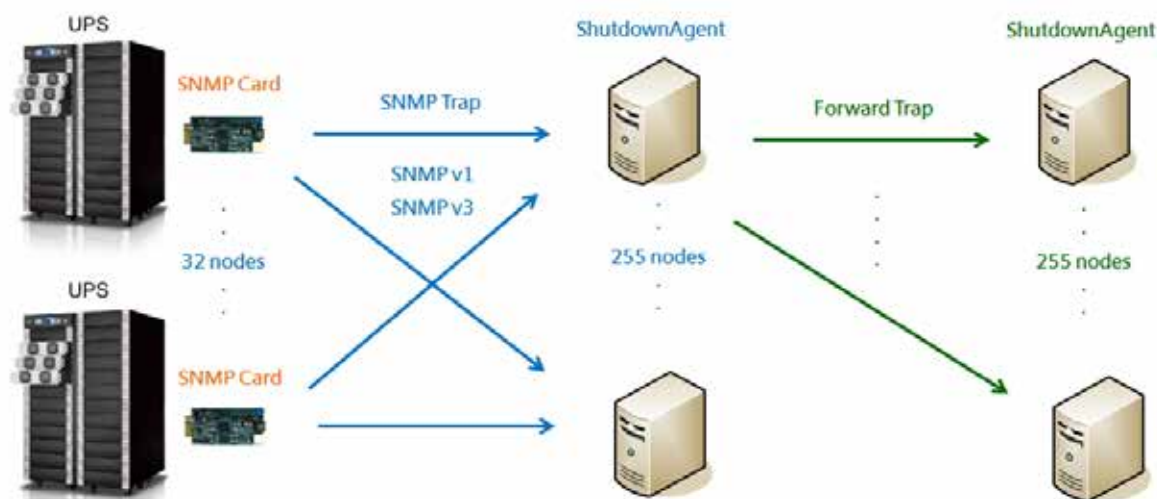 UPS
ShutdownAgent
ShutdownAgent
SNMP Card
SNMP Trap
Forward Trap
SNMP v1
SNMP v3
32 nodes
255 nodes
255 nodes
UPS
SNMP Card